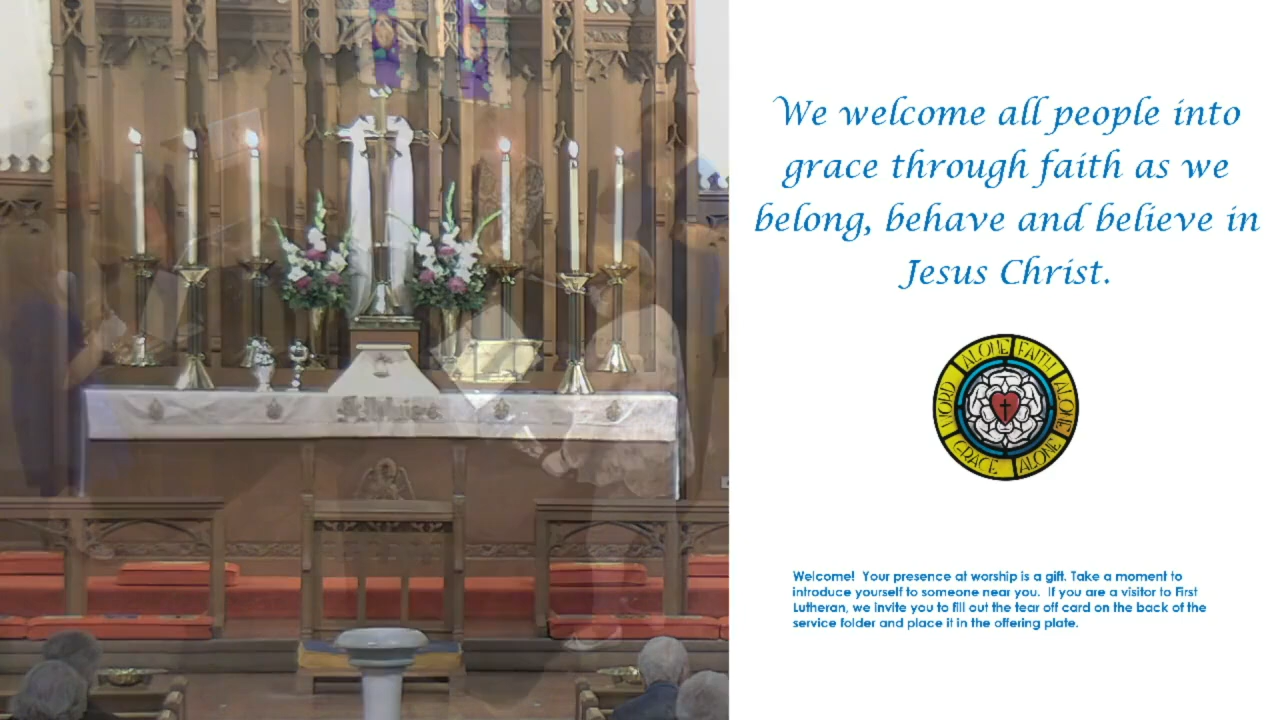 We welcome all people into
grace through faith as we
belong, behave and believe in
Jesus Christ.
WORD ALONE FAITH ALONE
GRACE ALONE
Welcome!  Your presence at worship is a gift. Take a moment to
introduce yourself to someone near you.  If you are a visitor to First
Lutheran, we invite you to fill out the tear off card on the back of the
service folder and place it in the offering plate.